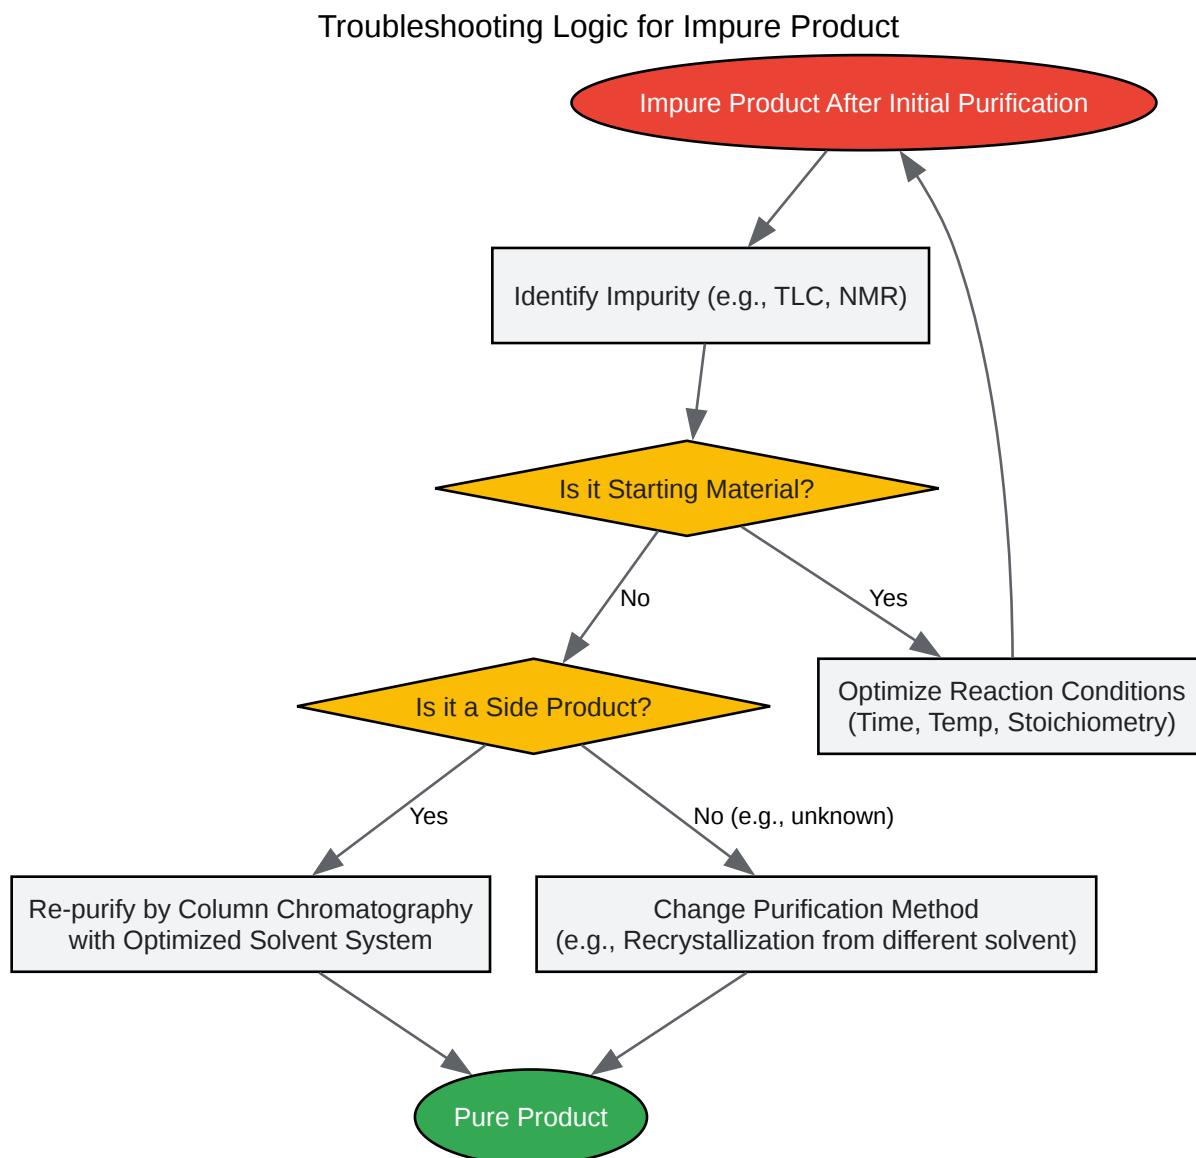 Troubleshooting Logic for Impure Product
Impure Product After Initial Purification
Identify Impurity (e.g., TLC, NMR)
Is it Starting Material?
No
Yes
Is it a Side Product?
Optimize Reaction Conditions
(Time, Temp, Stoichiometry)
Yes
No (e.g., unknown)
Re-purify by Column Chromatography
with Optimized Solvent System
Change Purification Method
(e.g., Recrystallization from different solvent)
Pure Product